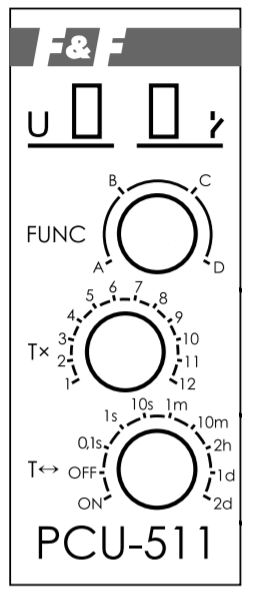 F&F
U
B C
FUNC
A D
6 7
5 8
4 9
3 10
T× 2 11
1 12
10s 1m
1s 10m
0,1s 2h
T↔ OFF 1d
ON 2d
PCU-511